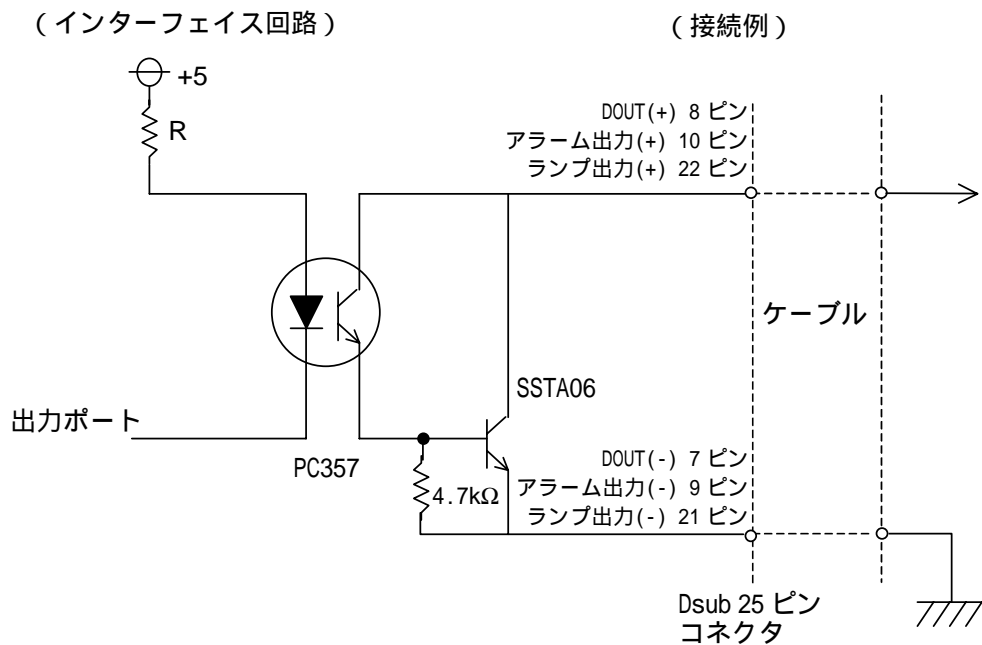 (インターフェイス回路)
(接続例)
+5
R
DOUT(+) 8 ピン
アラーム出力(+) 10 ピン
ランプ出力(+) 22 ピン
ケーブル
SSTA06
出力ポート
PC357
4.7kΩ
DOUT(-) 7 ピン
アラーム出力(-) 9 ピン
ランプ出力(-) 21 ピン
Dsub 25 ピン
コネクタ